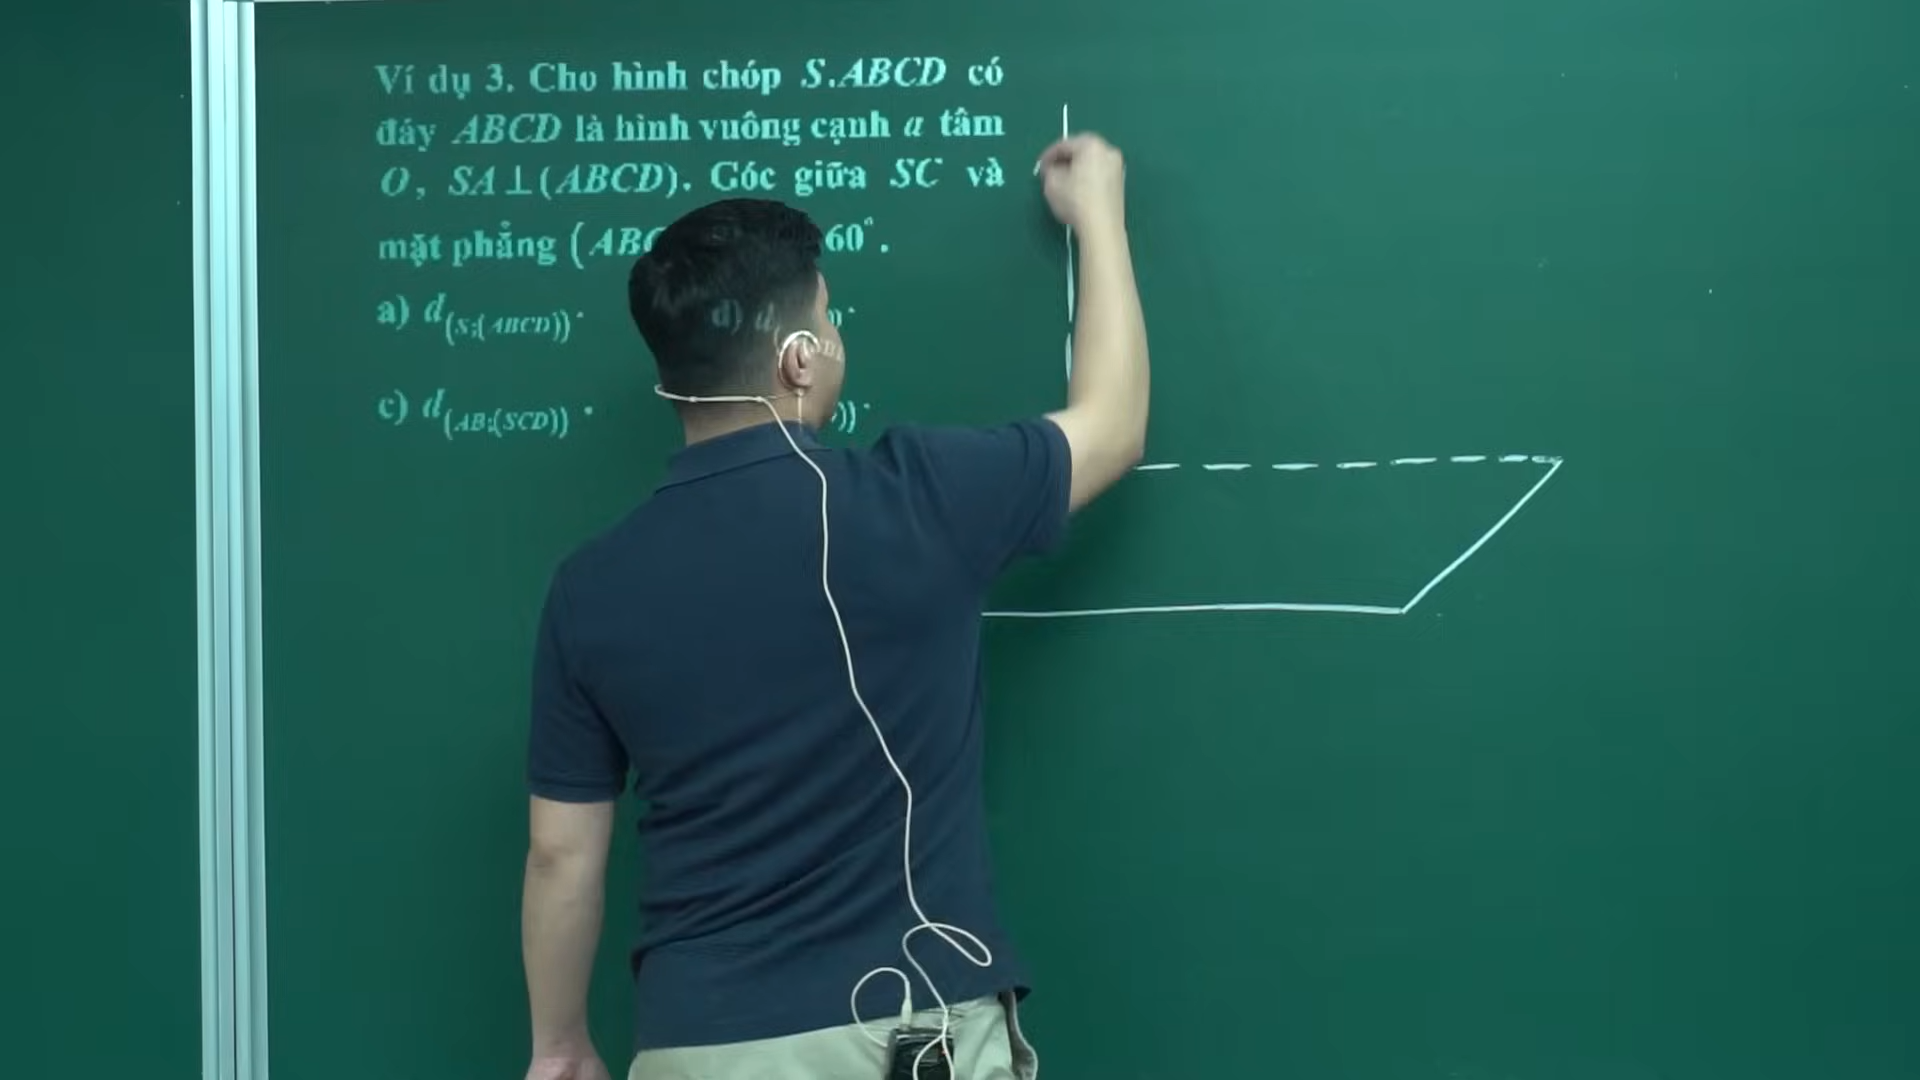 Ví dụ 3. Cho hình chóp S.ABCD có
đáy ABCD là hình vuông cạnh a tâm
O, SA⊥(ABCD). Góc giữa SC và
mặt phẳng (ABC 60°.
a) d(S;(ABCD)). d) d
c) d(AB;(SCD)).